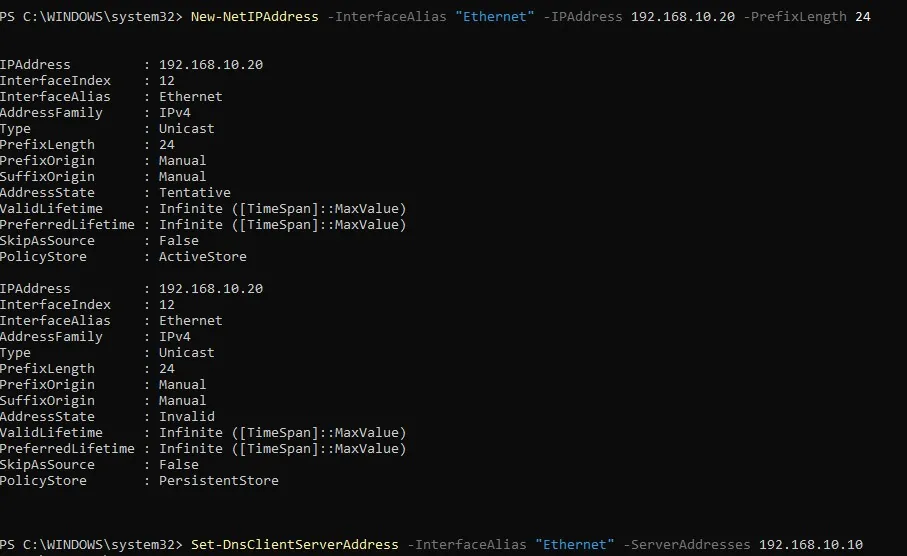 PS C:\WINDOWS\system32> New-NetIPAddress -InterfaceAlias "Ethernet" -IPAddress 192.168.10.20 -PrefixLength 24
IPAddress : 192.168.10.20
InterfaceIndex : 12
InterfaceAlias : Ethernet
AddressFamily : IPv4
Type : Unicast
PrefixLength : 24
PrefixOrigin : Manual
SuffixOrigin : Manual
AddressState : Tentative
ValidLifetime : Infinite ([TimeSpan]::MaxValue)
PreferredLifetime : Infinite ([TimeSpan]::MaxValue)
SkipAsSource : False
PolicyStore : ActiveStore
IPAddress : 192.168.10.20
InterfaceIndex : 12
InterfaceAlias : Ethernet
AddressFamily : IPv4
Type : Unicast
PrefixLength : 24
PrefixOrigin : Manual
SuffixOrigin : Manual
AddressState : Invalid
ValidLifetime : Infinite ([TimeSpan]::MaxValue)
PreferredLifetime : Infinite ([TimeSpan]::MaxValue)
SkipAsSource : False
PolicyStore : PersistentStore
PS C:\WINDOWS\system32> Set-DnsClientServerAddress -InterfaceAlias "Ethernet" -ServerAddresses 192.168.10.10